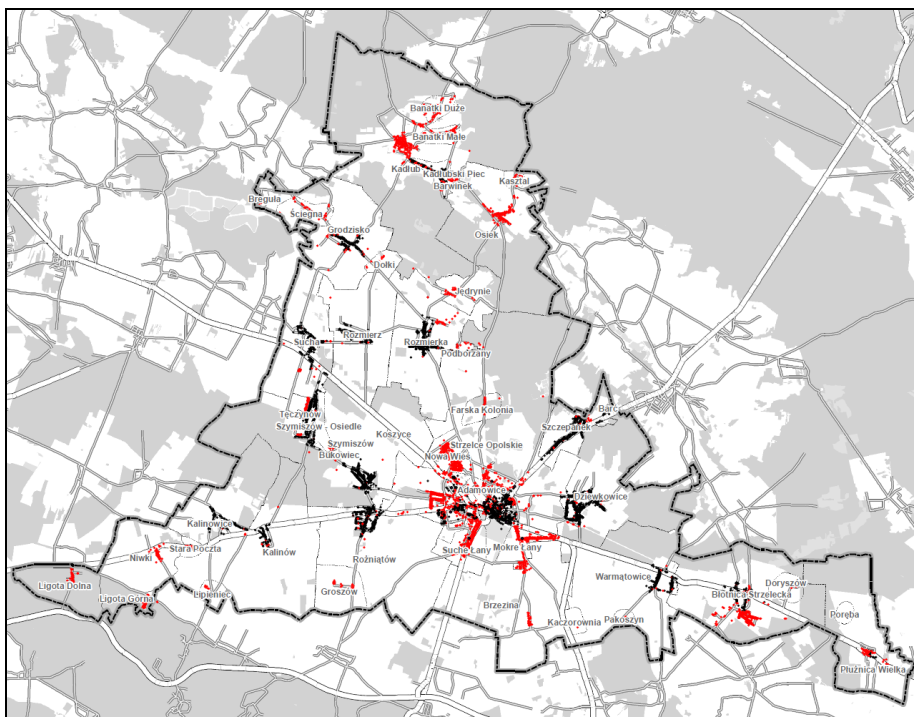 Banatki Duże
Banatki Małe
Kadłub
Kadłubski Piec
Barwinek
Kasztal
Breguła
Ściegna
Osiek
Grodzisko
Dołki
Jędrynie
Sucha
Rozmierz
Rozmierka
Podborzany
Tęczynów
Farska Kolonia
Barc
Szczepanek
Szymiszów
Osiedle
Koszyce
Szymiszów
Strzelce Opolskie
Bukowiec
Nowa Wieś
Adamowice
Dziewkowice
Kalinowice
Stara Poczta
Kalinów
Niwki
Rożniątów
Suche Łany
Mokre Łany
Ligota Dolna
Ligota Górna
Lipieniec
Groszów
Warmątowice
Doryszów
Błotnica Strzelecka
Brzezina
Kaczorownia
Pakoszyn
Poręba
Płużnica Wielka